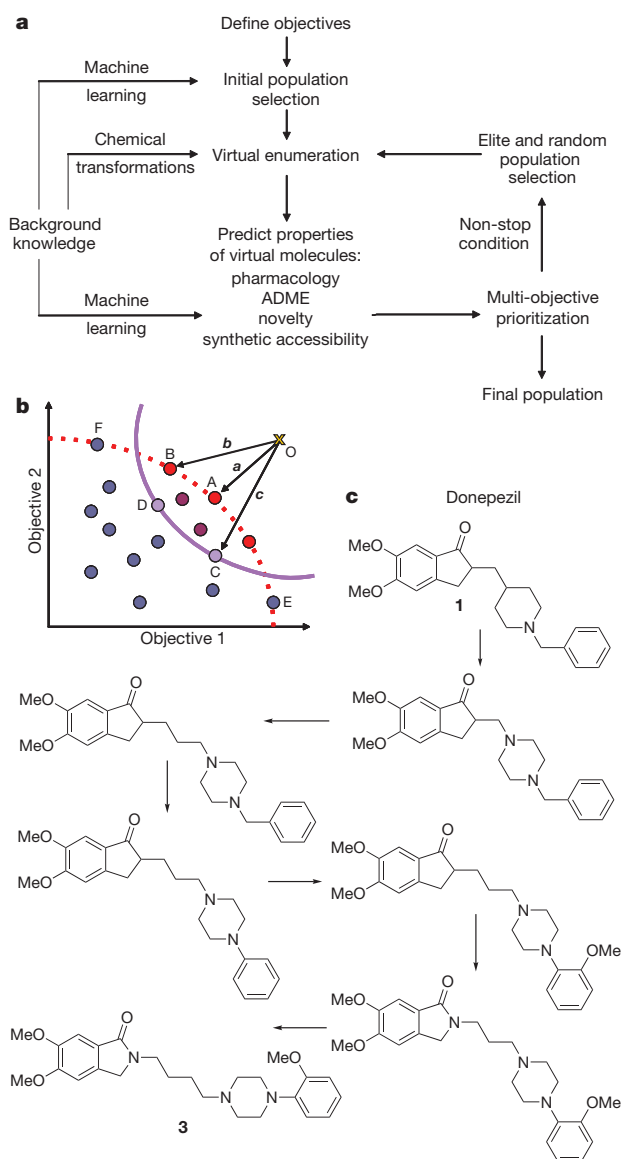 a
Define objectives
Machine
learning
Initial population
selection
Chemical
transformations
Virtual enumeration
Elite and random
population
selection
Background
knowledge
Non-stop
condition
Predict properties
of virtual molecules:
pharmacology
ADME
novelty
synthetic accessibility
Machine
learning
Multi-objective
prioritization
Final population
b
Objective 2
F
B
b
O
a
A
c
D
C
E
Objective 1
c
Donepezil
O
MeO
MeO
1
N
O
MeO
MeO
N
N
O
MeO
MeO
N
N
O
MeO
MeO
N
N
O
MeO
MeO
N
N
OMe
O
MeO
MeO
N
N
N
OMe
O
MeO
MeO
N
N
N
MeO
3